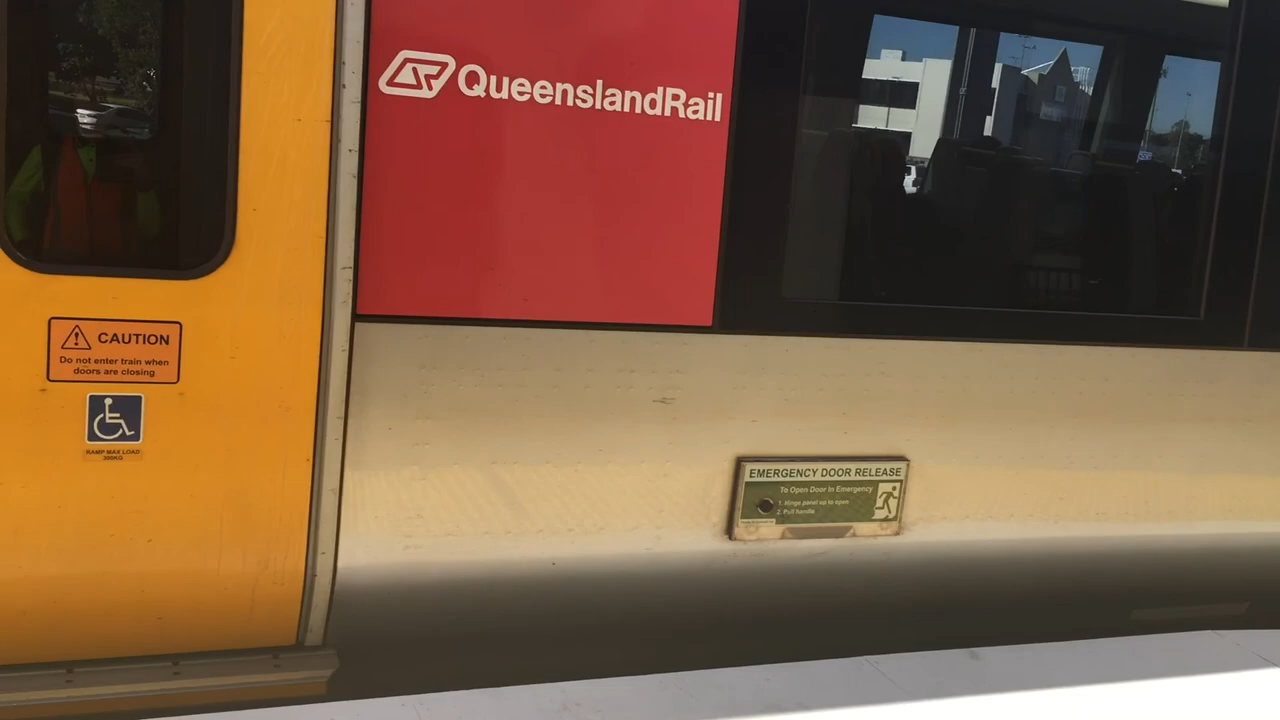 QueenslandRail
CAUTION
Do not enter train when
doors are closing
RAMP MAX LOAD
300KG
EMERGENCY DOOR RELEASE
To Open Door In Emergency
1. Hinge panel up to open
2. Pull handle